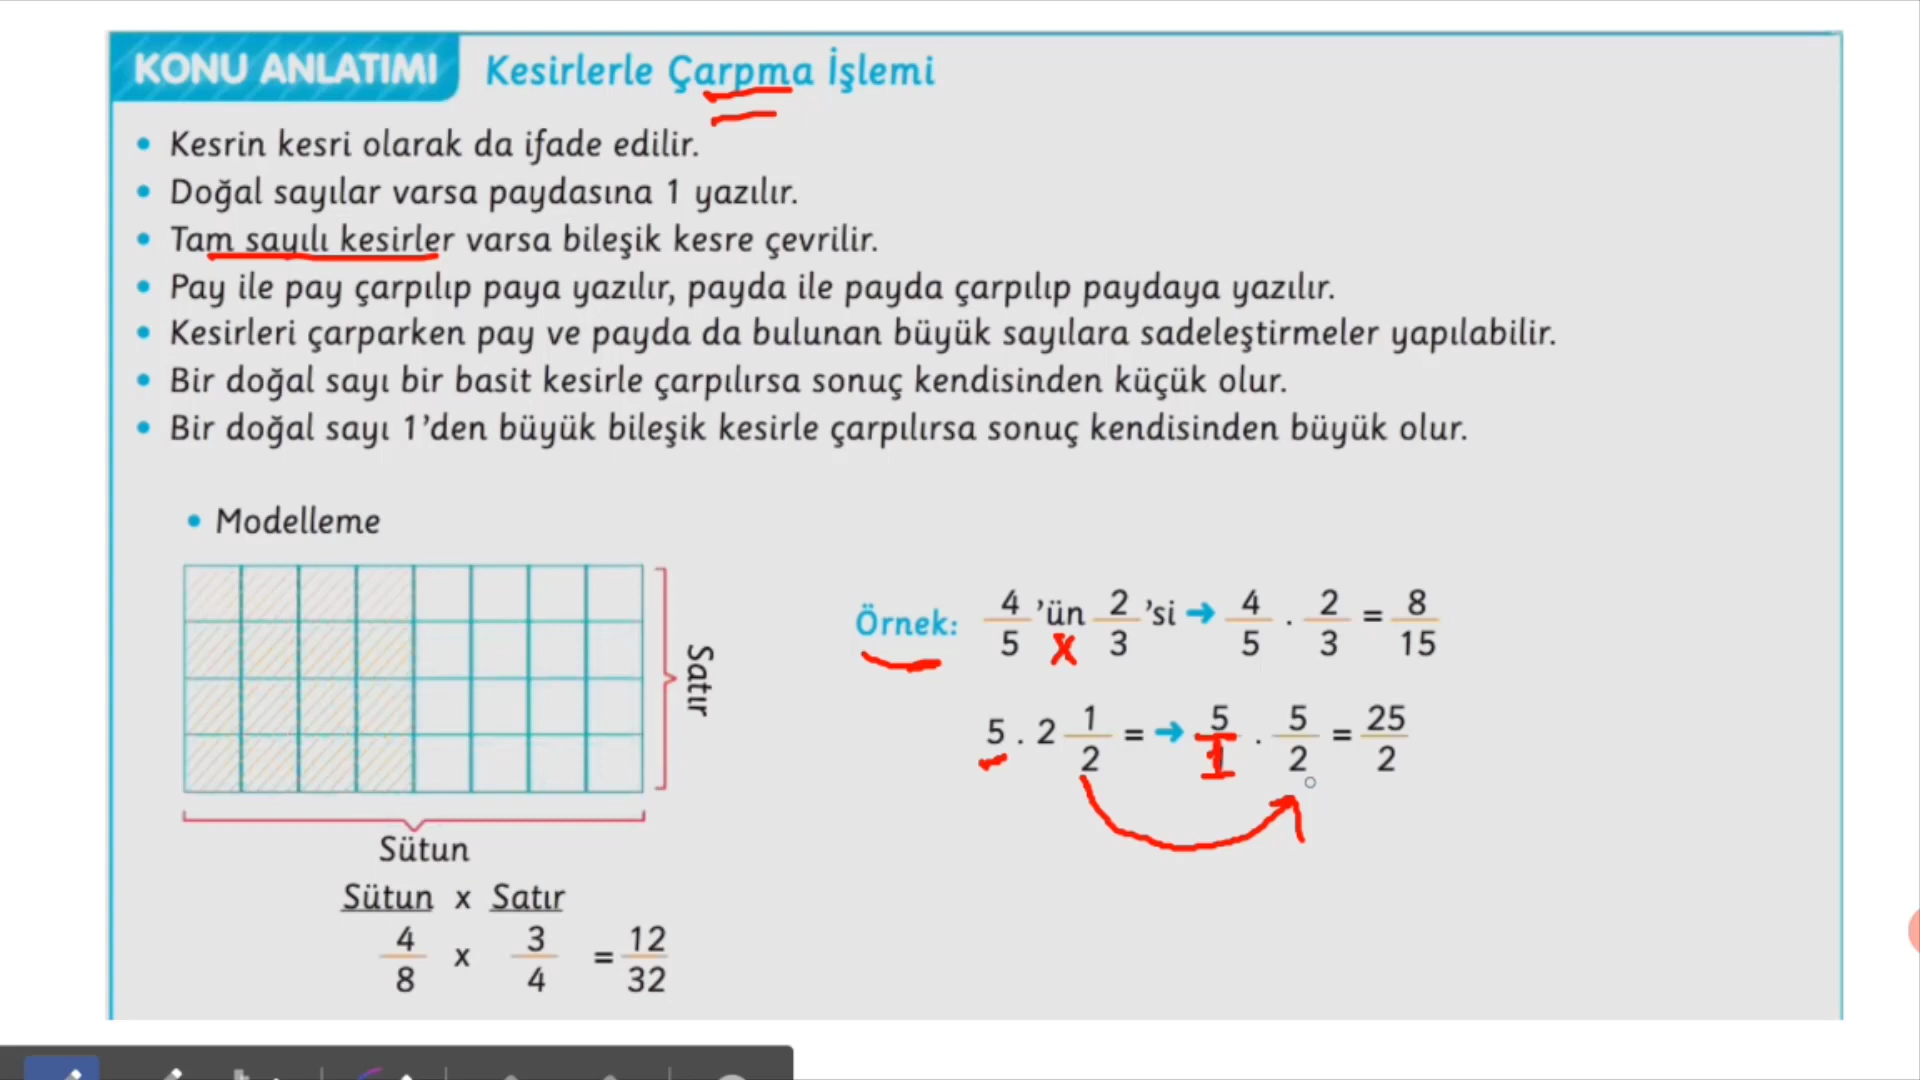 KONU ANLATIMI Kesirlerle Çarpma İşlemi
• Kesrin kesri olarak da ifade edilir.
• Doğal sayılar varsa paydasına 1 yazılır.
• Tam sayılı kesirler varsa bileşik kesre çevrilir.
• Pay ile pay çarpılıp paya yazılır, payda ile payda çarpılıp paydaya yazılır.
• Kesirleri çarparken pay ve payda da bulunan büyük sayılara sadeleştirmeler yapılabilir.
• Bir doğal sayı bir basit kesirle çarpılırsa sonuç kendisinden küçük olur.
• Bir doğal sayı 1’den büyük bileşik kesirle çarpılırsa sonuç kendisinden büyük olur.
• Modelleme
Satır
Sütun
Sütun x Satır
4/8 x 3/4 = 12/32
Örnek: 4/5 ’ün 2/3 ’si ➔ 4/5 . 2/3 = 8/15
x
5 . 2 1/2 = ➔ 5/1 . 5/2 = 25/2